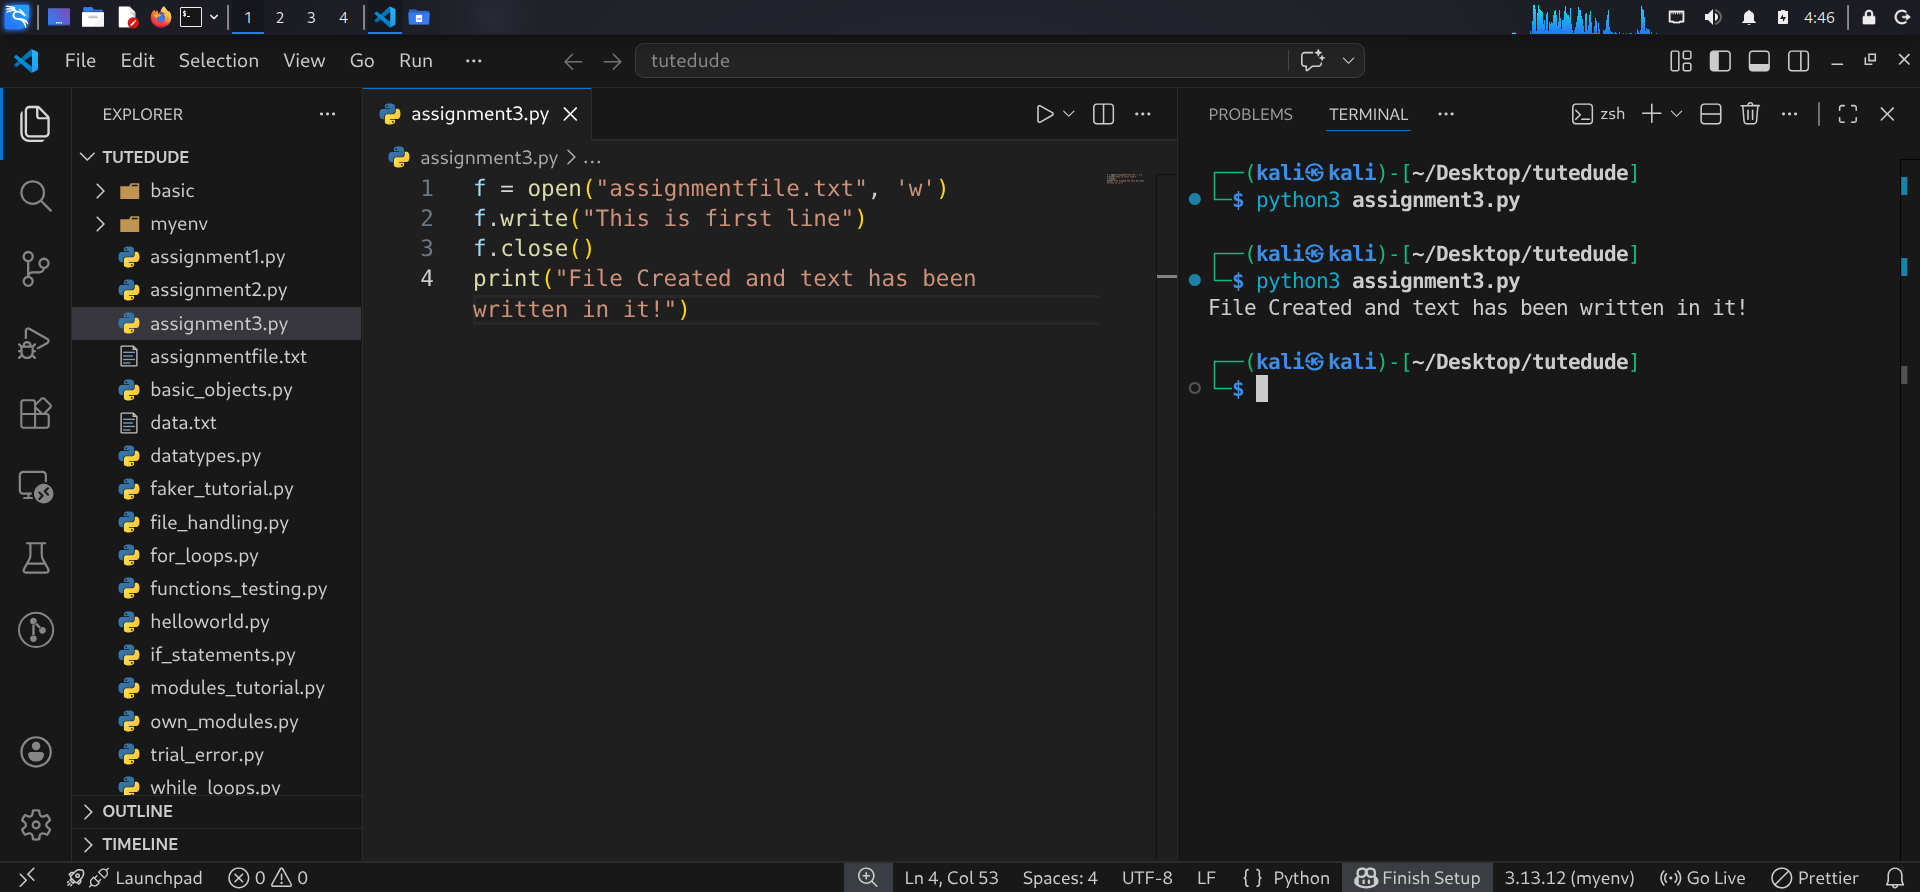 1 2 3 4 4:46
File Edit Selection View Go Run ··· tutedude
EXPLORER ···
TUTEDUDE
basic
myenv
assignment1.py
assignment2.py
assignment3.py
assignmentfile.txt
basic_objects.py
data.txt
datatypes.py
faker_tutorial.py
file_handling.py
for_loops.py
functions_testing.py
helloworld.py
if_statements.py
modules_tutorial.py
own_modules.py
trial_error.py
while_loops.py
OUTLINE
TIMELINE
assignment3.py
assignment3.py > ...
1 f = open("assignmentfile.txt", 'w')
2 f.write("This is first line")
3 f.close()
4 print("File Created and text has been
written in it!")
PROBLEMS TERMINAL ··· zsh
┌──(kali㉿kali)-[~/Desktop/tutedude]
└─$ python3 assignment3.py
┌──(kali㉿kali)-[~/Desktop/tutedude]
└─$ python3 assignment3.py
File Created and text has been written in it!
┌──(kali㉿kali)-[~/Desktop/tutedude]
└─$
Launchpad 0 0 Ln 4, Col 53 Spaces: 4 UTF-8 LF { } Python Finish Setup 3.13.12 (myenv) Go Live Prettier